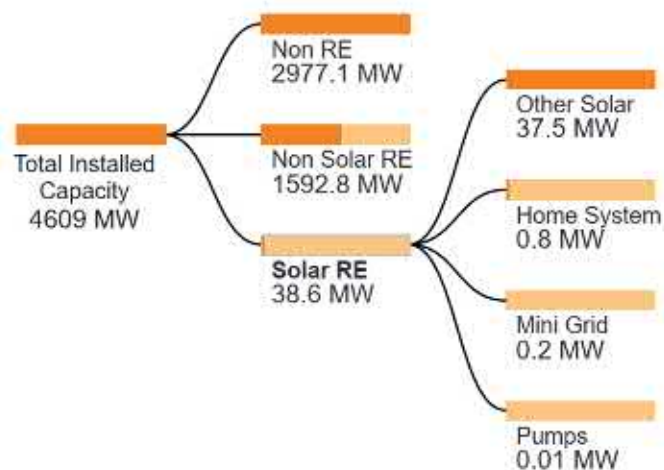 Total Installed
Capacity
4609 MW
Non RE
2977.1 MW
Non Solar RE
1592.8 MW
Solar RE
38.6 MW
Other Solar
37.5 MW
Home System
0.8 MW
Mini Grid
0.2 MW
Pumps
0.01 MW